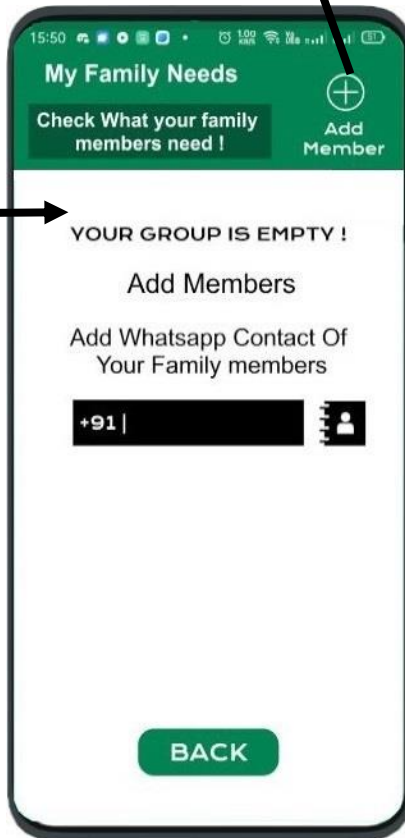 15:50
My Family Needs
Check What your family
members need !
Add
Member
YOUR GROUP IS EMPTY !
Add Members
Add Whatsapp Contact Of
Your Family members
+91
BACK